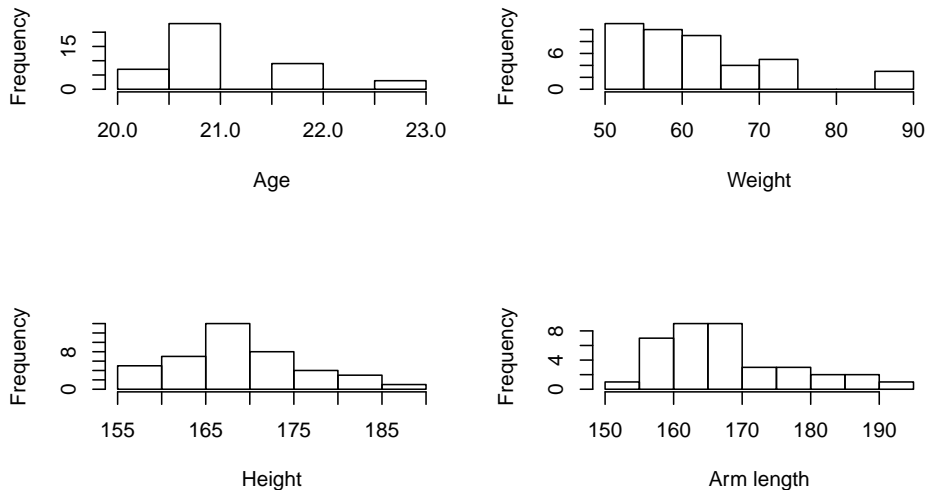 Frequency
0 15
20.0 21.0 22.0 23.0
Age
Frequency
0 6
50 60 70 80 90
Weight
Frequency
0 8
155 165 175 185
Height
Frequency
0 4 8
150 160 170 180 190
Arm length